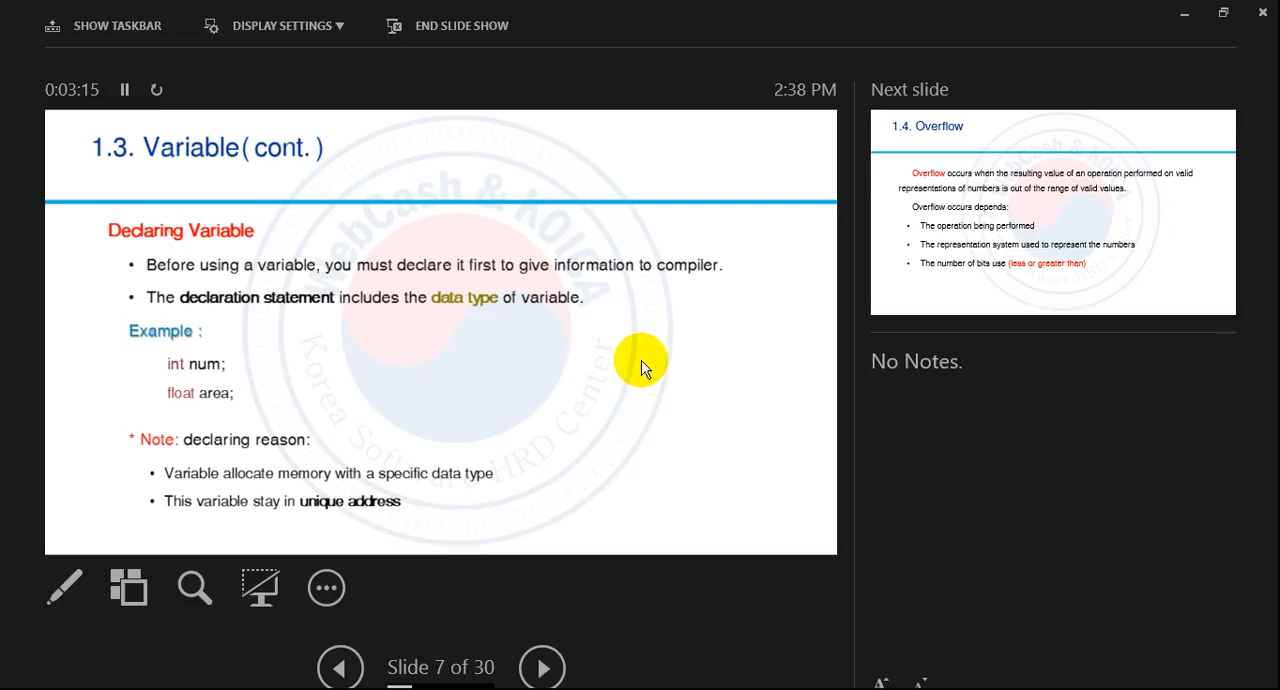 SHOW TASKBAR
DISPLAY SETTINGS
END SLIDE SHOW
0:03:15
2:38 PM
1.3. Variable( cont. )
Declaring Variable
• Before using a variable, you must declare it first to give information to compiler.
• The declaration statement includes the data type of variable.
Example :
int num;
float area;
* Note: declaring reason:
• Variable allocate memory with a specific data type
• This variable stay in unique address
WebCash & KOICA
Korea Software HRD Center
Next slide
1.4. Overflow
Overflow occurs when the resulting value of an operation performed on valid
representations of numbers is out of the range of valid values.
Overflow occurs depends:
• The operation being performed
• The representation system used to represent the numbers
• The number of bits use (less or greater than)
No Notes.
Slide 7 of 30